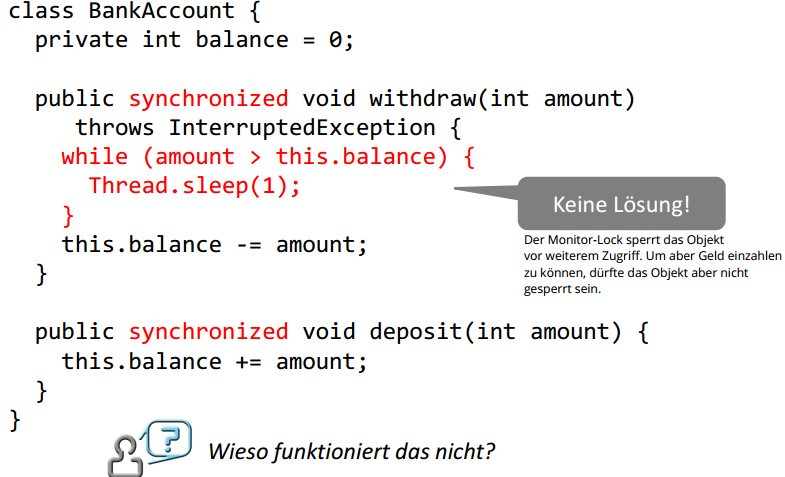 class BankAccount {
  private int balance = 0;

  public synchronized void withdraw(int amount)
     throws InterruptedException {
    while (amount > this.balance) {
      Thread.sleep(1);
    }
    this.balance -= amount;
  }
Keine Lösung!
Der Monitor-Lock sperrt das Objekt
vor weiterem Zugriff. Um aber Geld einzahlen
zu können, dürfte das Objekt aber nicht
gesperrt sein.

  public synchronized void deposit(int amount) {
    this.balance += amount;
  }
}
?
Wieso funktioniert das nicht?